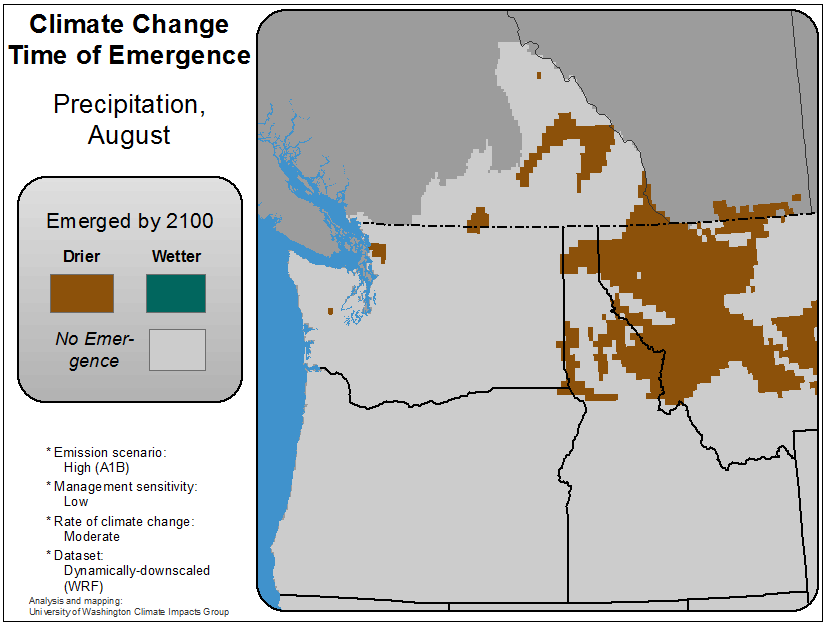 Climate Change
Time of Emergence
Precipitation,
August
Emerged by 2100
Drier
Wetter
No Emer-
gence
* Emission scenario:
High (A1B)
* Management sensitivity:
Low
* Rate of climate change:
Moderate
* Dataset:
Dynamically-downscaled
(WRF)
Analysis and mapping:
University of Washington Climate Impacts Group